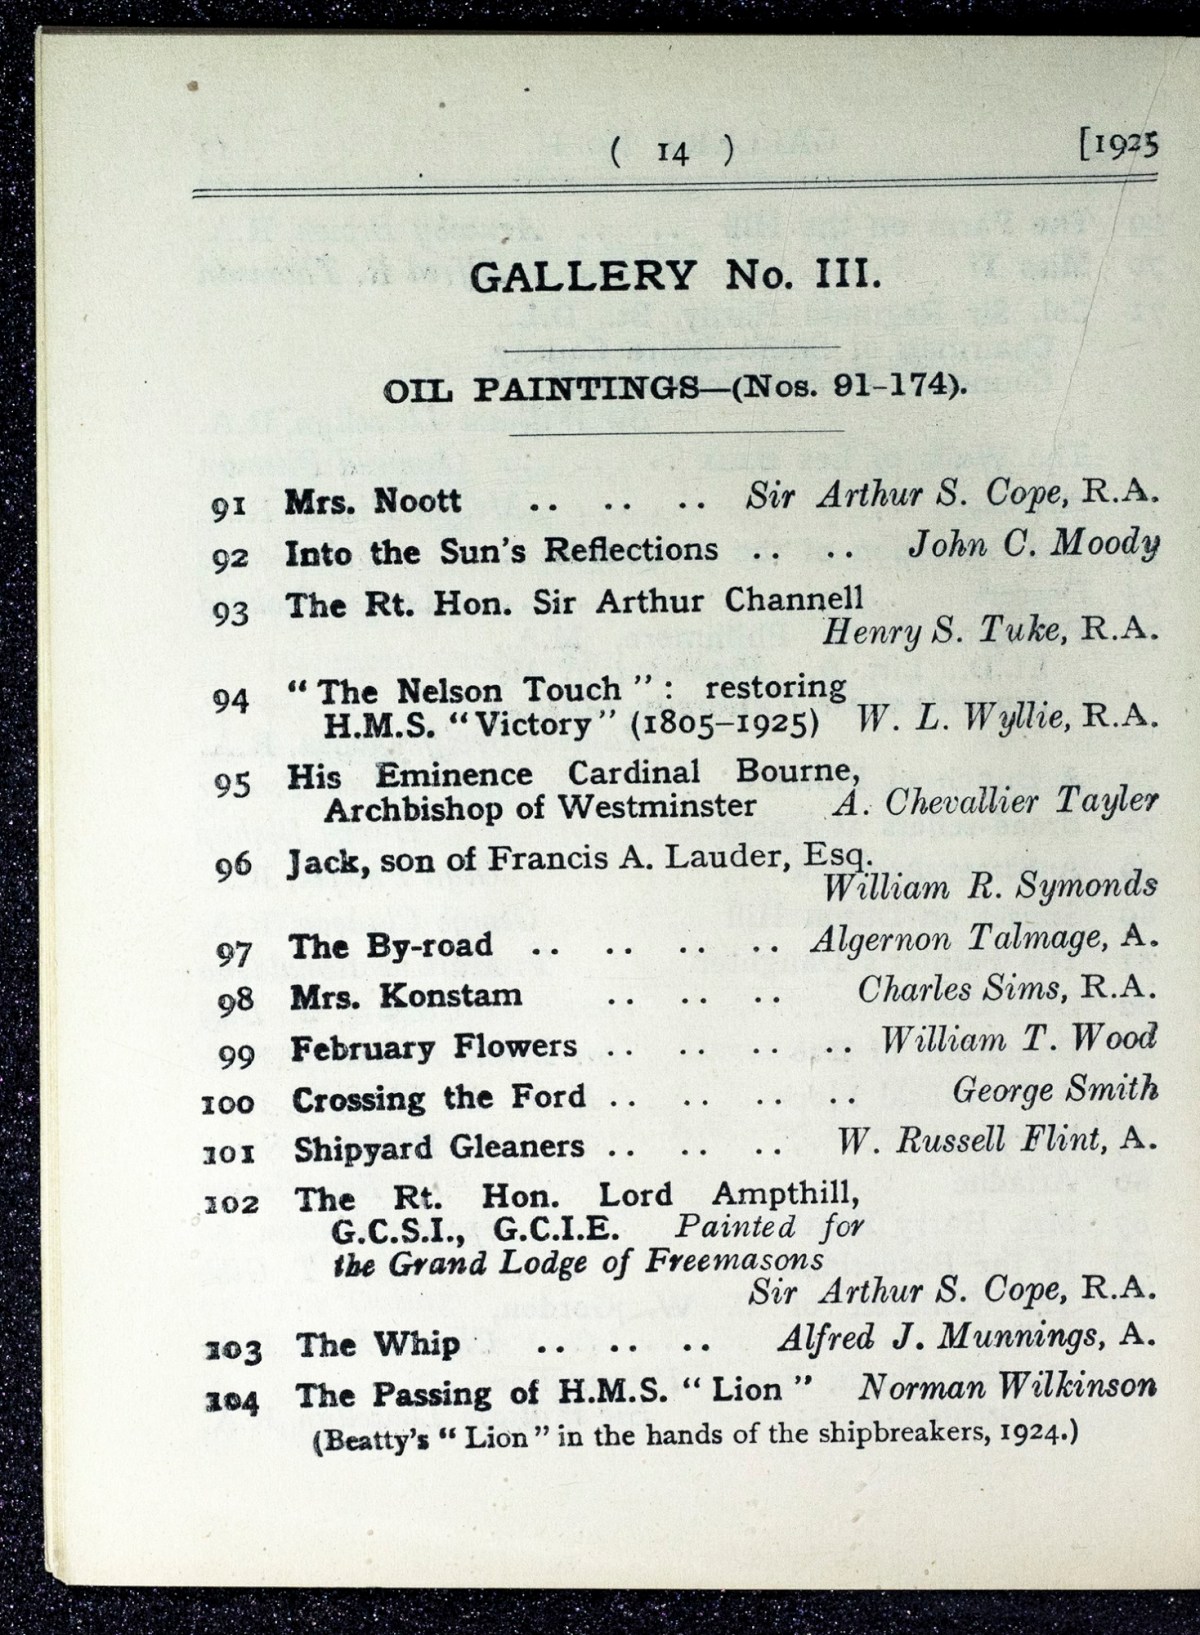 ( 14 ) [1925
GALLERY No. III.
OIL PAINTINGS—(Nos. 91-174).
91 Mrs. Noott .. .. .. Sir Arthur S. Cope, R.A.
92 Into the Sun's Reflections .. .. John C. Moody
93 The Rt. Hon. Sir Arthur Channell
Henry S. Tuke, R.A.
94 “The Nelson Touch”: restoring
H.M.S. “Victory” (1805–1925) W. L. Wyllie, R.A.
95 His Eminence Cardinal Bourne,
Archbishop of Westminster A. Chevallier Tayler
96 Jack, son of Francis A. Lauder, Esq.
William R. Symonds
97 The By-road .. .. .. .. Algernon Talmage, A.
98 Mrs. Konstam .. .. .. Charles Sims, R.A.
99 February Flowers .. .. .. .. William T. Wood
100 Crossing the Ford .. .. .. .. George Smith
101 Shipyard Gleaners .. .. .. W. Russell Flint, A.
102 The Rt. Hon. Lord Ampthill,
G.C.S.I., G.C.I.E. Painted for
the Grand Lodge of Freemasons
Sir Arthur S. Cope, R.A.
103 The Whip .. .. .. Alfred J. Munnings, A.
104 The Passing of H.M.S. “Lion” Norman Wilkinson
(Beatty's “Lion” in the hands of the shipbreakers, 1924.)